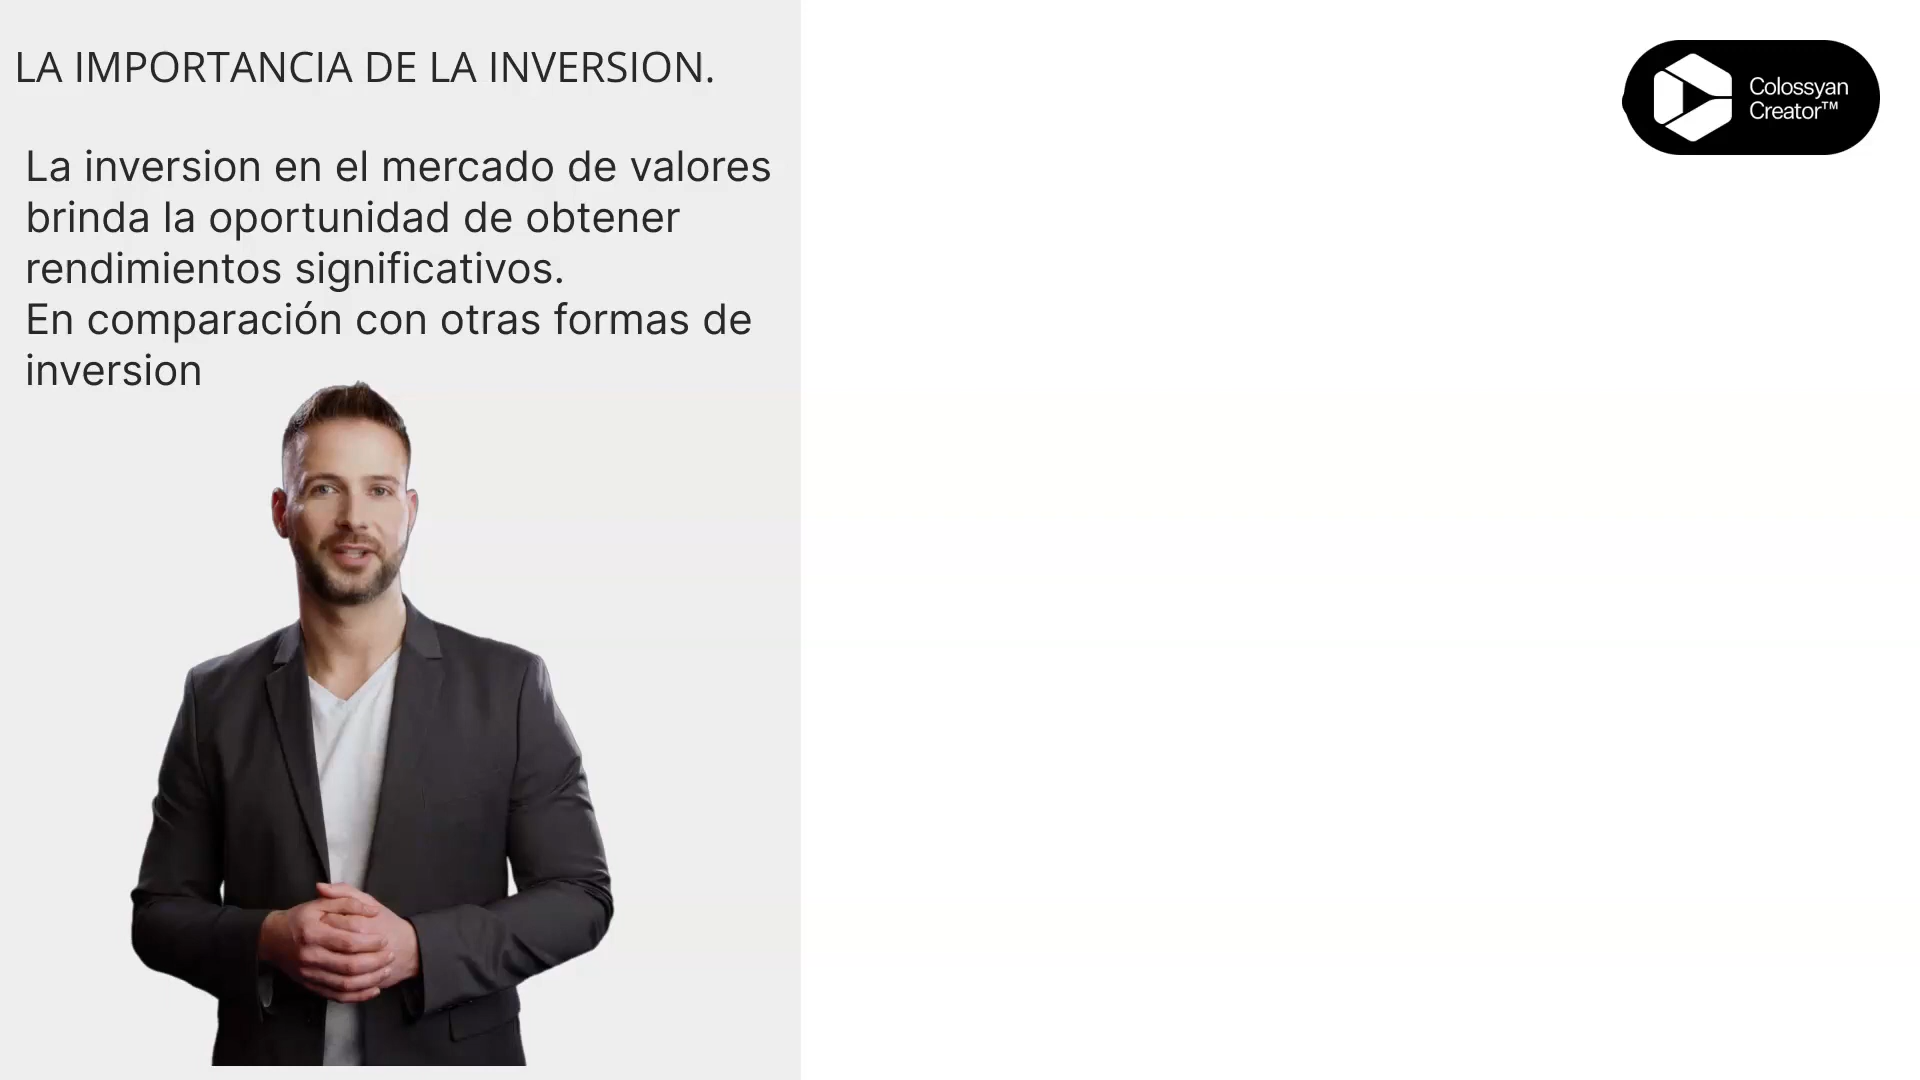 LA IMPORTANCIA DE LA INVERSION.
La inversion en el mercado de valores
brinda la oportunidad de obtener
rendimientos significativos.
En comparación con otras formas de
inversion
Colossyan
Creator™